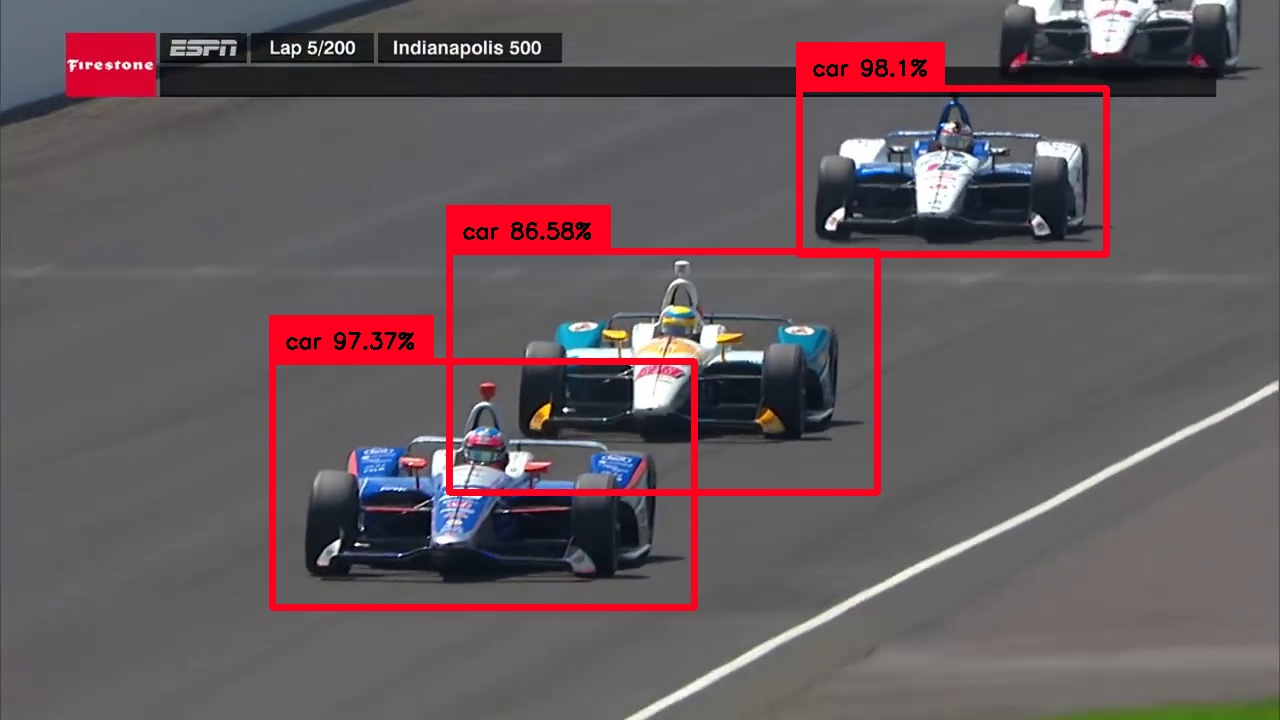 Firestone
ESPN
Lap 5/200
Indianapolis 500
car 98.1%
car 86.58%
car 97.37%